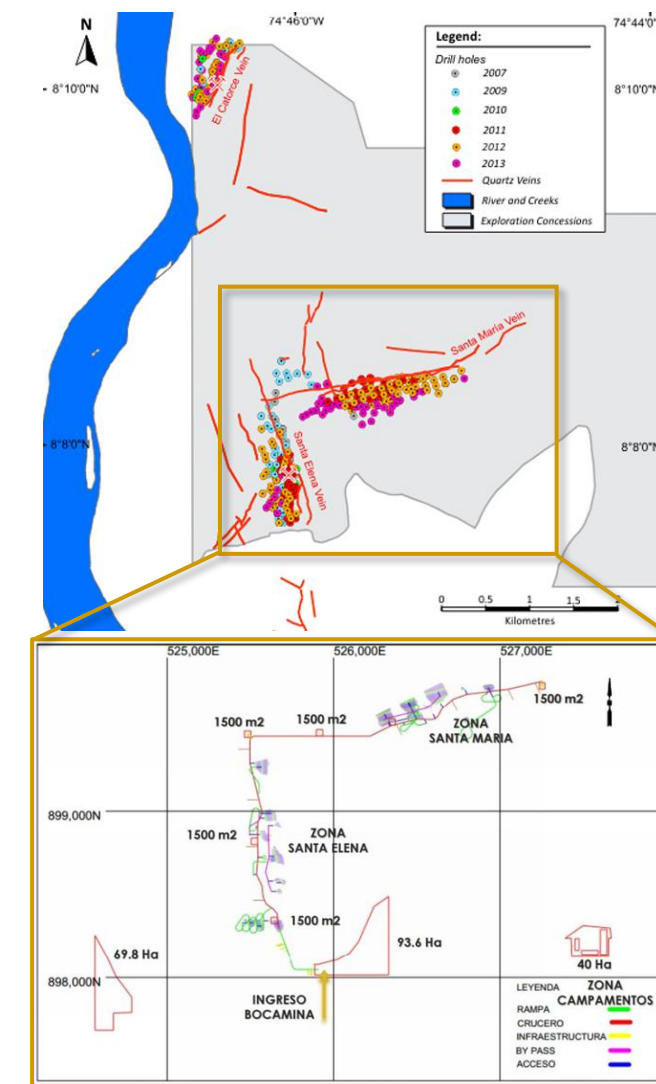 74°46'0"W
74°44'0"
N
Legend:
Drill holes
2007
2009
2010
2011
2012
2013
Quartz Veins
River and Creeks
Exploration Concessions
8°10'0"N
8°10'0"
El Catorce Vein
Santa Maria Vein
Santa Elena Vein
8°8'0"N
8°8'0"N
0 0.5 1 1.5 2
Kilometres
525,000E
526,000E
527,000E
1500 m2
1500 m2
1500 m2
ZONA
SANTA MARIA
899,000N
1500 m2
ZONA
SANTA ELENA
1500 m2
69.8 Ha
93.6 Ha
40 Ha
898,000N
INGRESO
BOCAMINA
ZONA
CAMPAMENTOS
LEYENDA
RAMPA
CRUCERO
INFRAESTRUCTURA
BY PASS
ACCESO